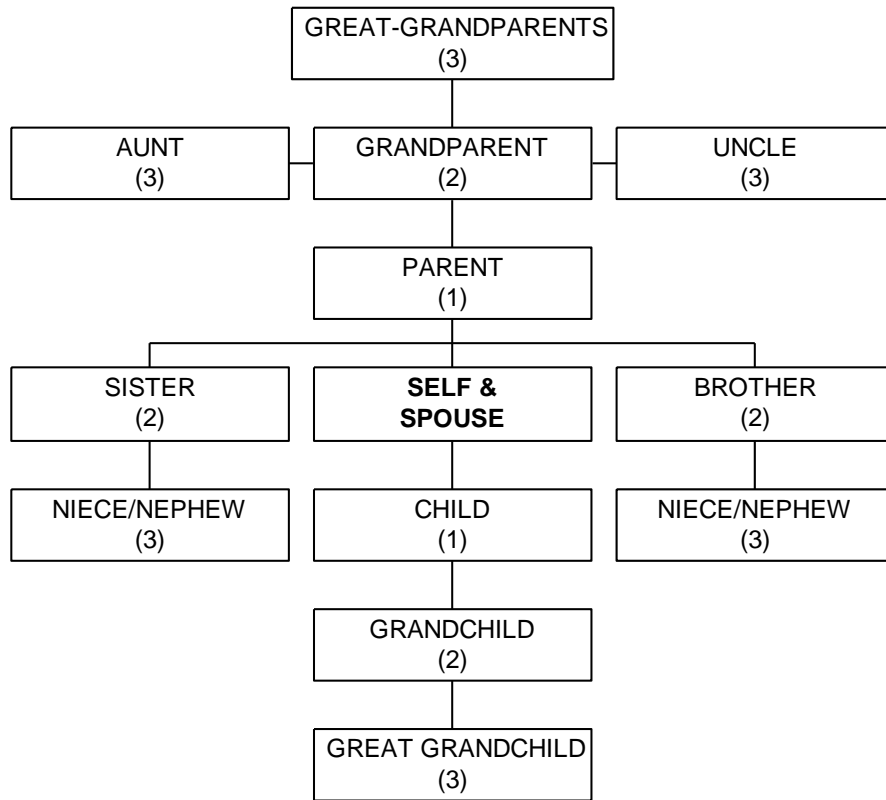 GREAT-GRANDPARENTS
(3)
AUNT
(3)
GRANDPARENT
(2)
UNCLE
(3)
PARENT
(1)
SISTER
(2)
SELF &
SPOUSE
BROTHER
(2)
NIECE/NEPHEW
(3)
CHILD
(1)
NIECE/NEPHEW
(3)
GRANDCHILD
(2)
GREAT GRANDCHILD
(3)